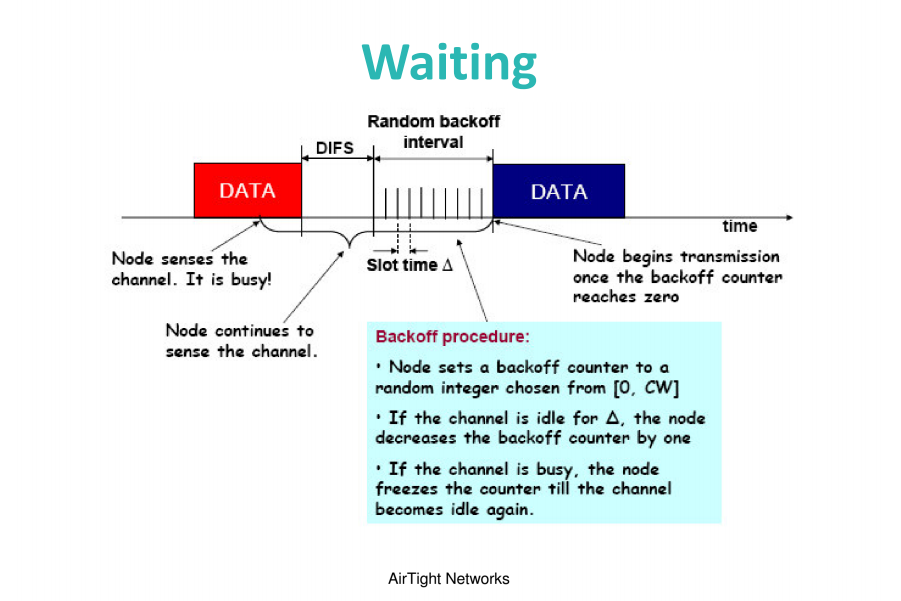 Waiting
Random backoff
interval
DIFS
DATA
DATA
time
Node senses the
channel. It is busy!
Slot time Δ
Node begins transmission
once the backoff counter
reaches zero
Node continues to
sense the channel.
Backoff procedure:
• Node sets a backoff counter to a
random integer chosen from [0, CW]
• If the channel is idle for Δ, the node
decreases the backoff counter by one
• If the channel is busy, the node
freezes the counter till the channel
becomes idle again.
AirTight Networks